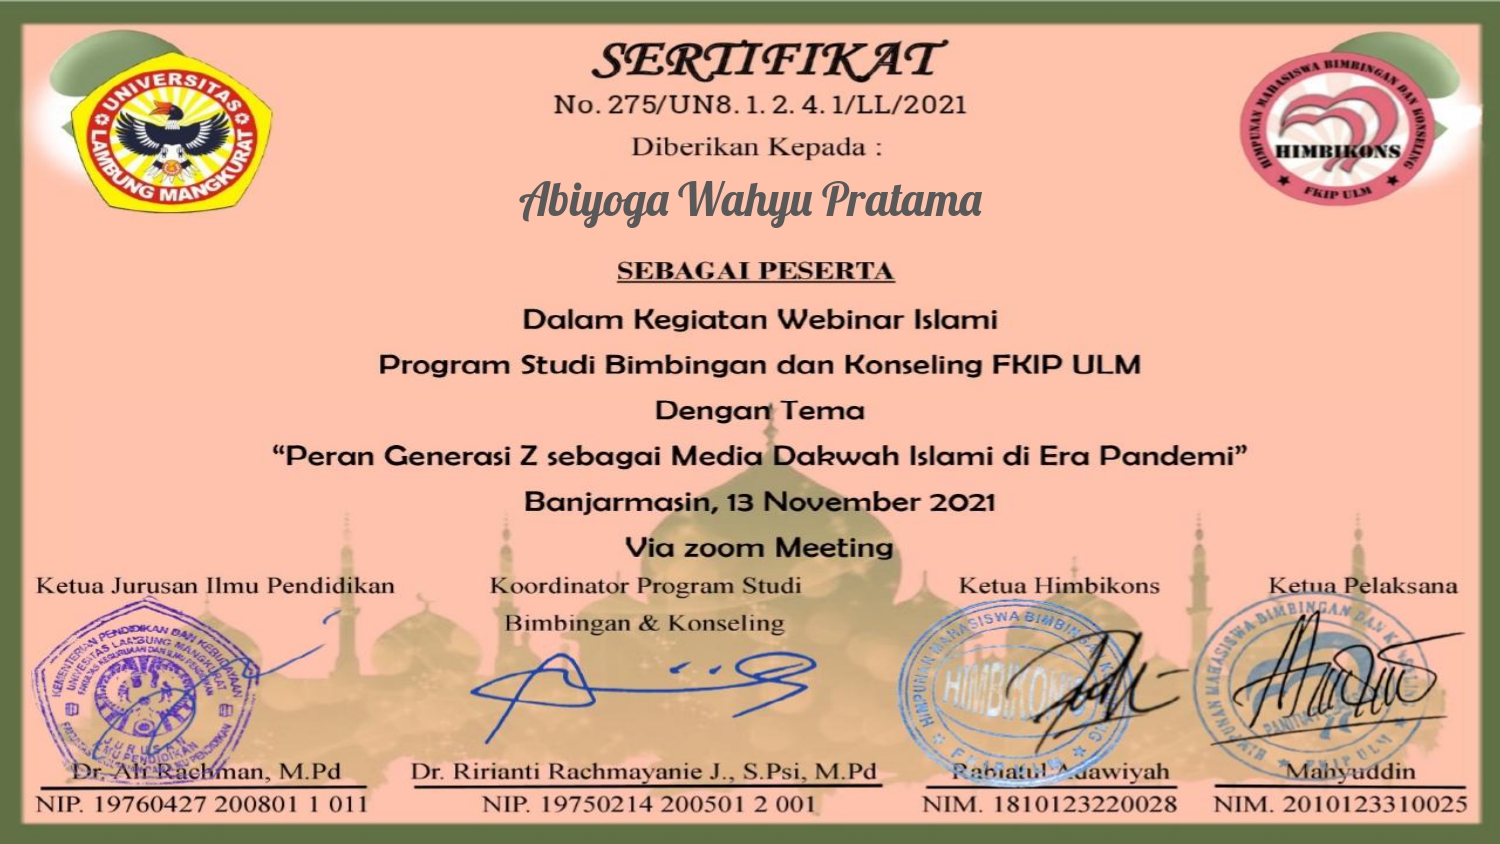 SERTIFIKAT
No. 275/UN8. 1. 2. 4. 1/LL/2021
Diberikan Kepada :
Abiyoga Wahyu Pratama
SEBAGAI PESERTA
Dalam Kegiatan Webinar Islami
Program Studi Bimbingan dan Konseling FKIP ULM
Dengan Tema
“Peran Generasi Z sebagai Media Dakwah Islami di Era Pandemi”
Banjarmasin, 13 November 2021
Via zoom Meeting
UNIVERSITAS
LAMBUNG MANGKURAT
HIMPUNAN MAHASISWA BIMBINGAN DAN KONSELING
HIMBIKONS
FKIP ULM
Ketua Jurusan Ilmu Pendidikan
Dr. Ali Rachman, M.Pd
NIP. 19760427 200801 1 011
Koordinator Program Studi
Bimbingan & Konseling
Dr. Ririanti Rachmayanie J., S.Psi, M.Pd
NIP. 19750214 200501 2 001
Ketua Himbikons
HIMBIKONS
Rabiatul Adawiyah
NIM. 1810123220028
Ketua Pelaksana
Mahyuddin
NIM. 2010123310025